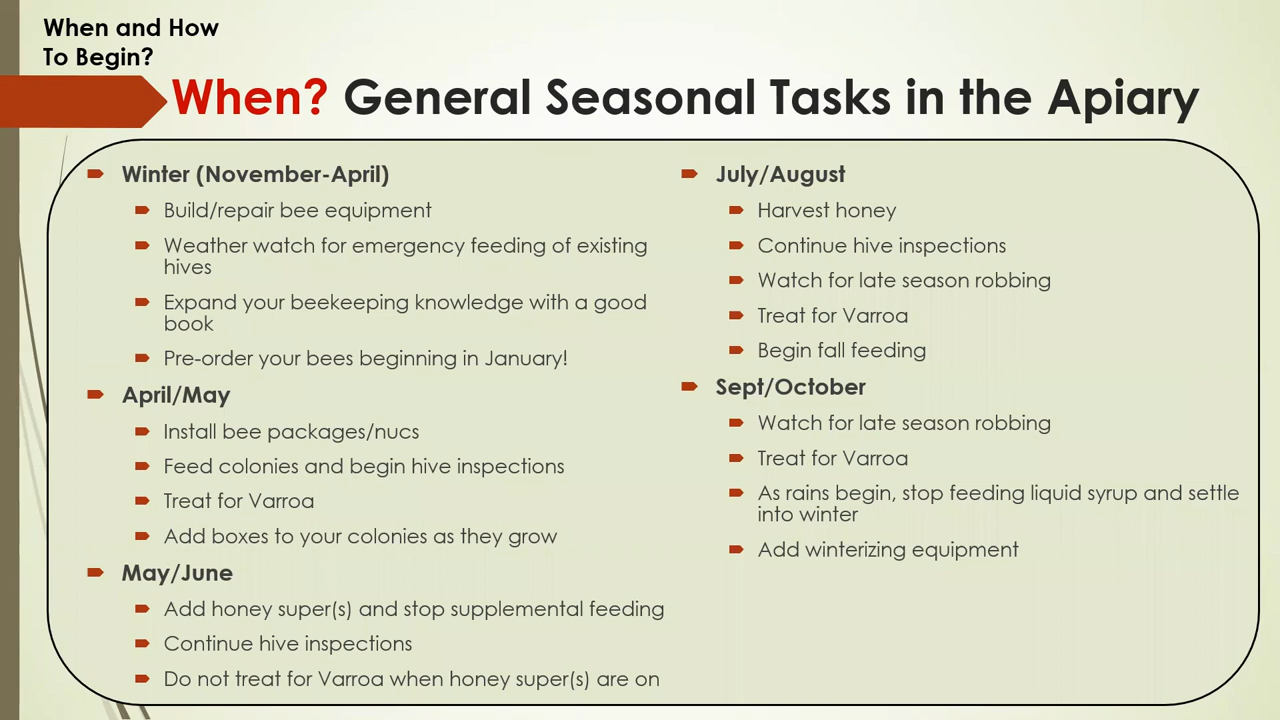 When and How
To Begin?
When? General Seasonal Tasks in the Apiary
Winter (November-April)
Build/repair bee equipment
Weather watch for emergency feeding of existing
hives
Expand your beekeeping knowledge with a good
book
Pre-order your bees beginning in January!
April/May
Install bee packages/nucs
Feed colonies and begin hive inspections
Treat for Varroa
Add boxes to your colonies as they grow
May/June
Add honey super(s) and stop supplemental feeding
Continue hive inspections
Do not treat for Varroa when honey super(s) are on
July/August
Harvest honey
Continue hive inspections
Watch for late season robbing
Treat for Varroa
Begin fall feeding
Sept/October
Watch for late season robbing
Treat for Varroa
As rains begin, stop feeding liquid syrup and settle
into winter
Add winterizing equipment